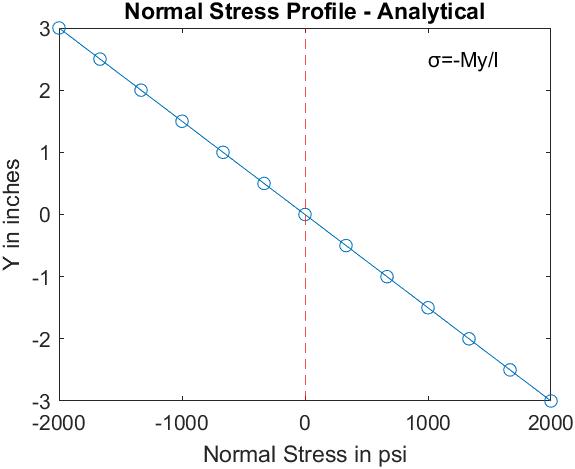 Normal Stress Profile - Analytical
σ=-My/I
3
2
1
0
-1
-2
-3
-2000 -1000 0 1000 2000
Y in inches
Normal Stress in psi